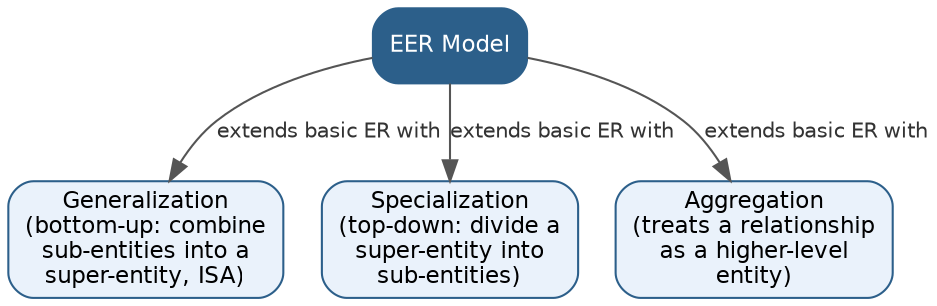 EER Model
extends basic ER with
extends basic ER with
extends basic ER with
Generalization
(bottom-up: combine
sub-entities into a
super-entity, ISA)
Specialization
(top-down: divide a
super-entity into
sub-entities)
Aggregation
(treats a relationship
as a higher-level
entity)